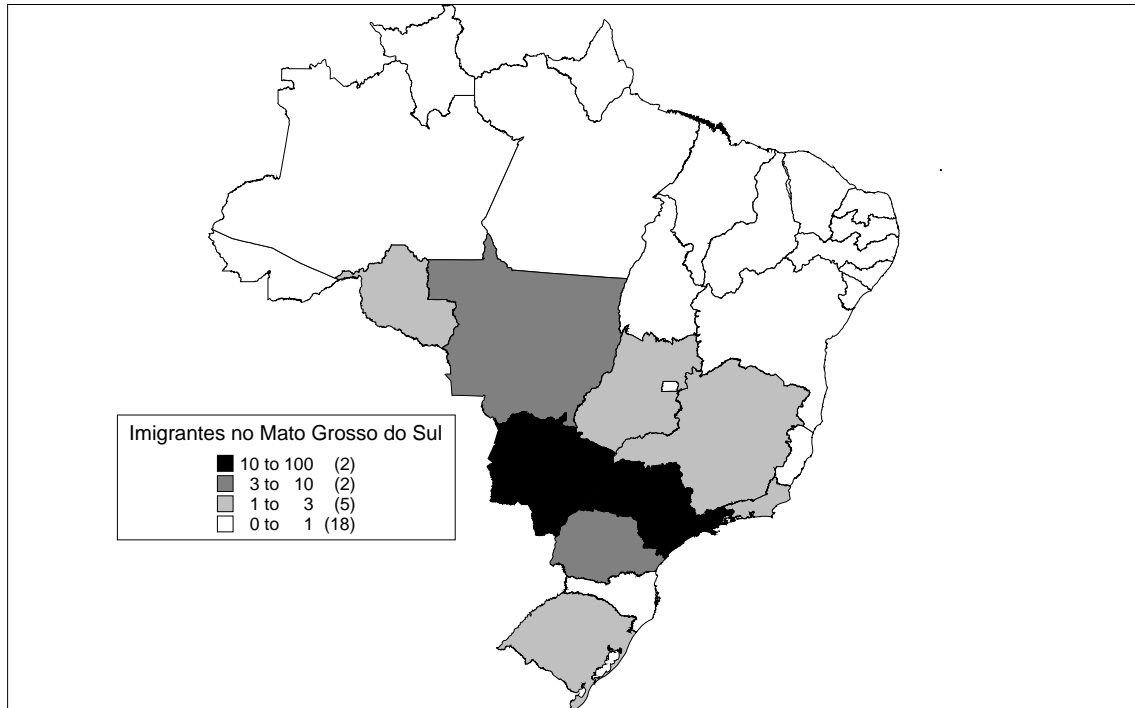 Imigrantes no Mato Grosso do Sul
10 to 100 (2)
3 to 10 (2)
1 to 3 (5)
0 to 1 (18)